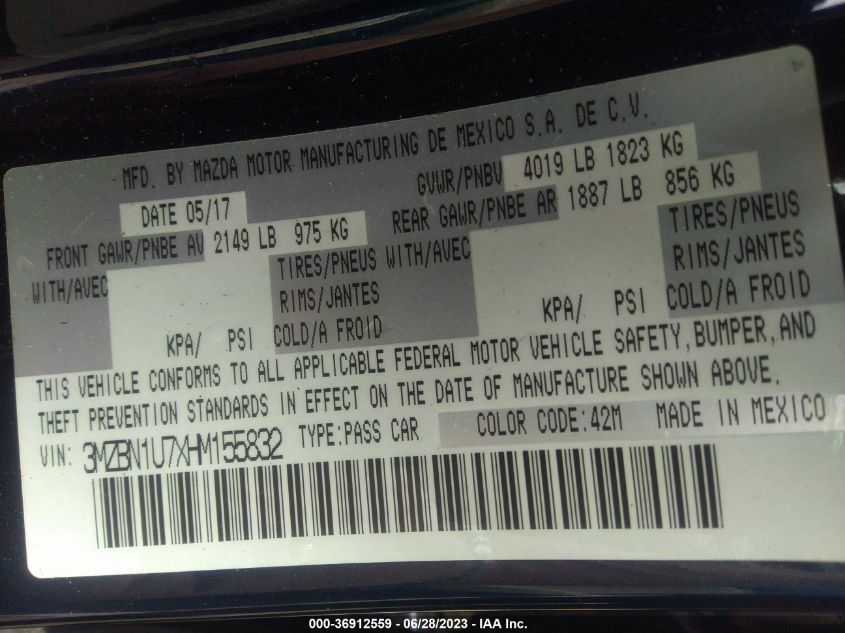 MFD. BY MAZDA MOTOR MANUFACTURING DE MEXICO S.A. DE C.V.
DATE 05/17 GVWR/PNBV 4019 LB 1823 KG
FRONT GAWR/PNBE AV 2149 LB 975 KG REAR GAWR/PNBE AR 1887 LB 856 KG
WITH/AVEC TIRES/PNEUS WITH/AVEC TIRES/PNEUS
RIMS/JANTES RIMS/JANTES
KPA/ PSI COLD/A FROID KPA/ PSI COLD/A FROID
THIS VEHICLE CONFORMS TO ALL APPLICABLE FEDERAL MOTOR VEHICLE SAFETY, BUMPER, AND
THEFT PREVENTION STANDARDS IN EFFECT ON THE DATE OF MANUFACTURE SHOWN ABOVE.
VIN: 3MZBN1U7XHM155832 TYPE:PASS CAR COLOR CODE:42M MADE IN MEXICO
000-36912559 - 06/28/2023 - IAA Inc.